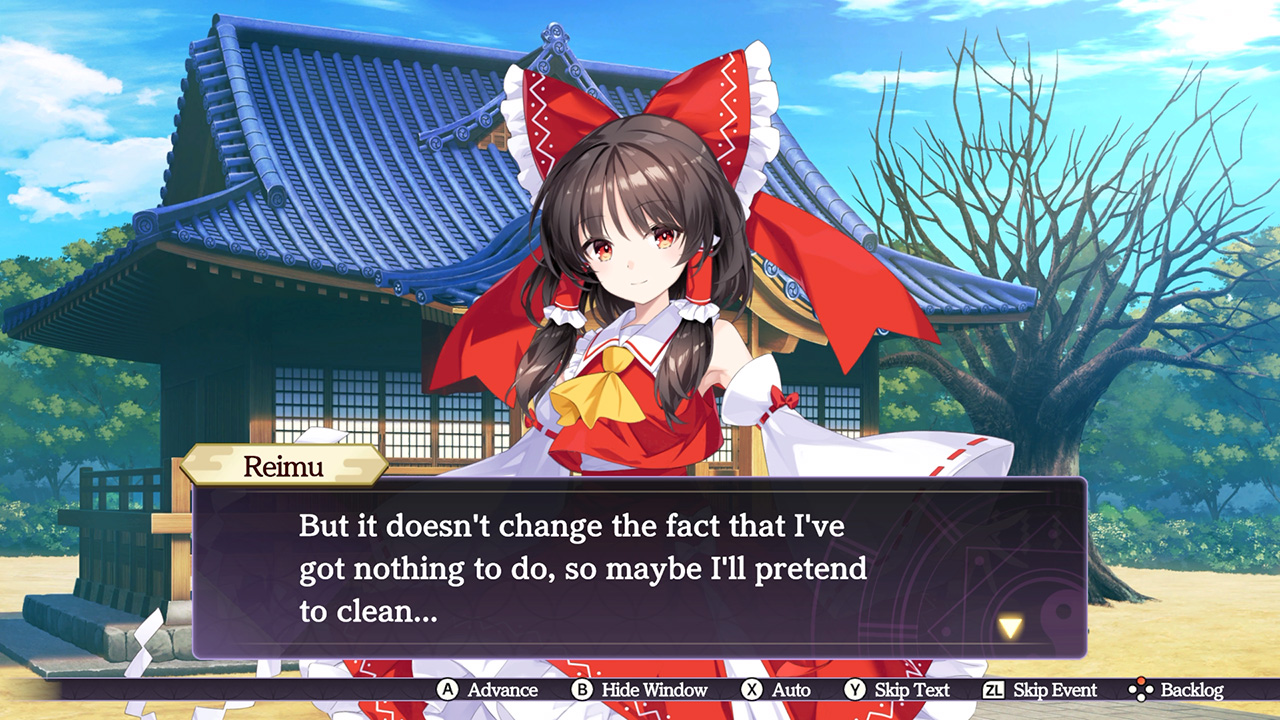 Reimu
But it doesn't change the fact that I've
got nothing to do, so maybe I'll pretend
to clean...
A Advance B Hide Window X Auto Y Skip Text ZL Skip Event Backlog